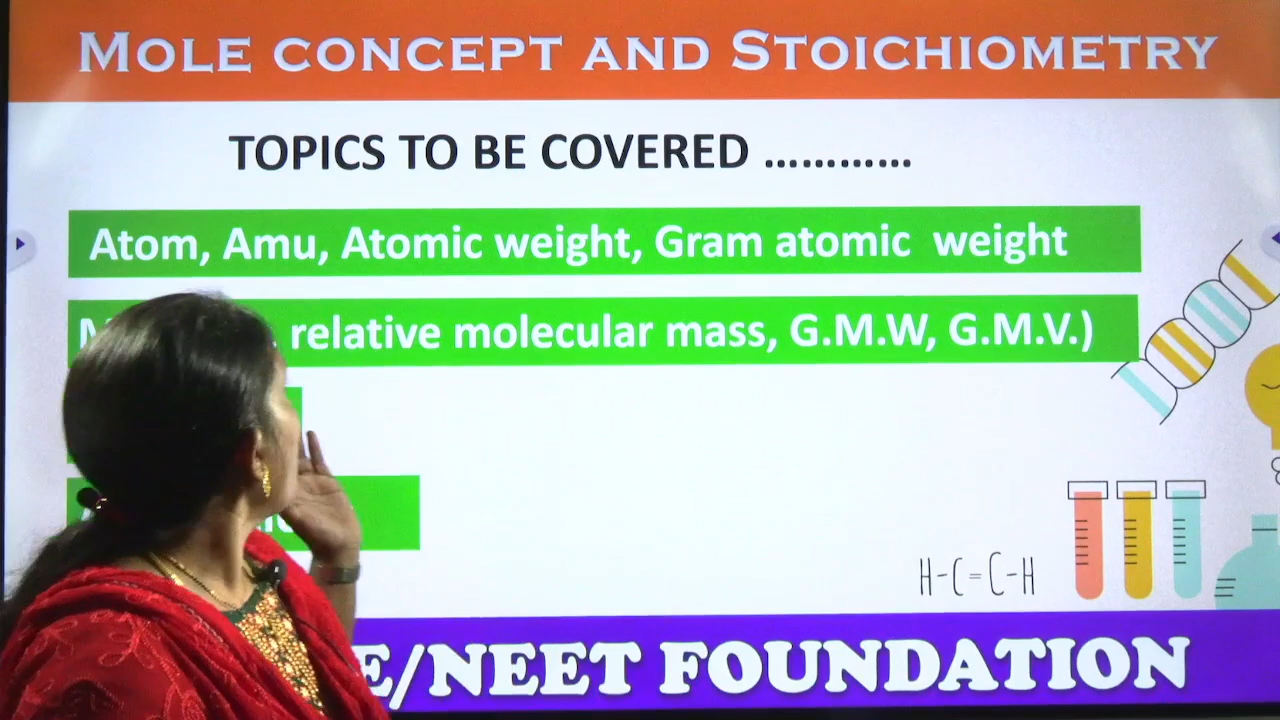 MOLE CONCEPT AND STOICHIOMETRY
TOPICS TO BE COVERED ............
Atom, Amu, Atomic weight, Gram atomic weight
relative molecular mass, G.M.W, G.M.V.)
H-C=C-H
E/NEET FOUNDATION